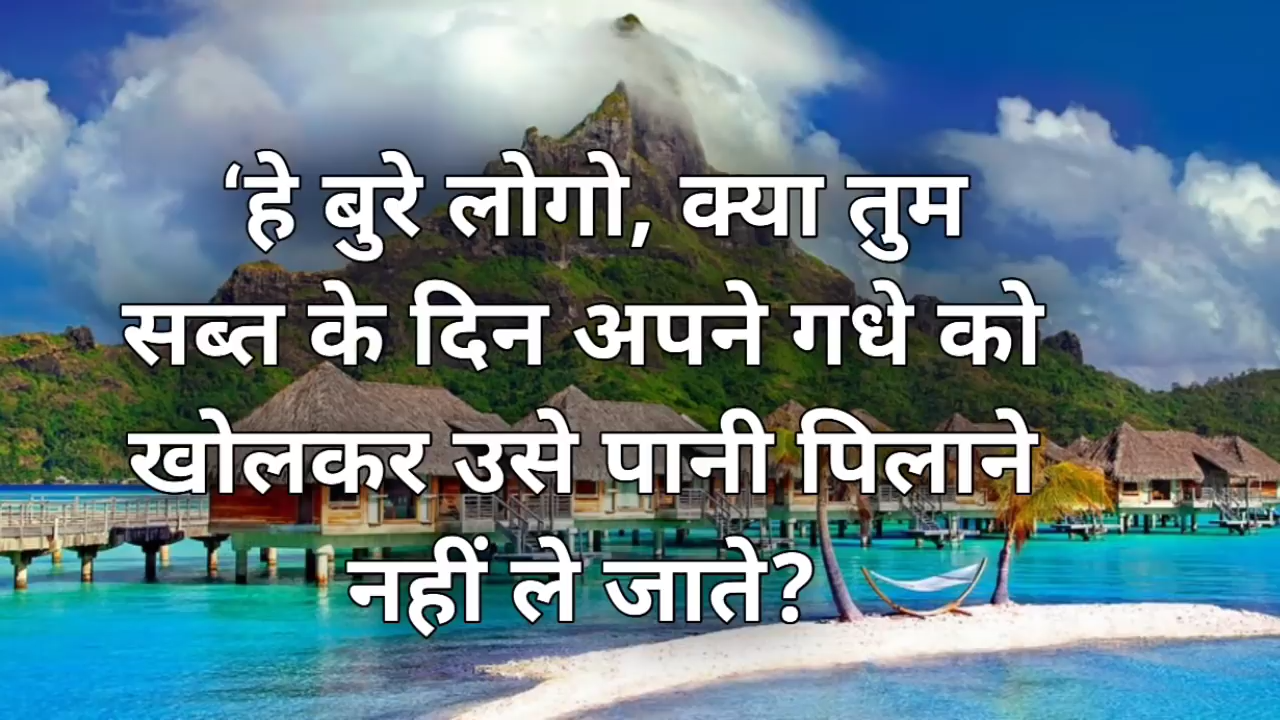 ‘हे बुरे लोगो, क्या तुम
सब्त के दिन अपने गधे को
खोलकर उसे पानी पिलाने
नहीं ले जाते?